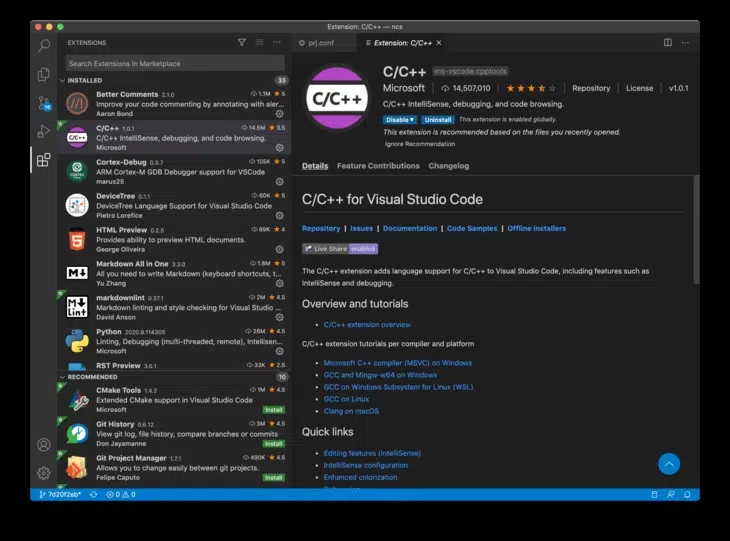 Extension: C/C++ — ncs
EXTENSIONS
Search Extensions in Marketplace
INSTALLED 33
Better Comments 2.1.0 1.1M 5
Improve your code commenting by annotating with aler...
Aaron Bond
C/C++ 1.0.1 14.5M 3.5
C/C++ IntelliSense, debugging, and code browsing.
Microsoft
Cortex-Debug 0.3.7 105K 5
ARM Cortex-M GDB Debugger support for VSCode
marus25
DeviceTree 0.1.1 60K 5
DeviceTree Language Support for Visual Studio Code
Pietro Lorefice
HTML Preview 0.2.5 69K 4
Provides ability to preview HTML documents.
George Oliveira
Markdown All in One 3.3.0 1.8M 5
All you need to write Markdown (keyboard shortcuts, t...
Yu Zhang
markdownlint 0.37.1 2M 4.5
Markdown linting and style checking for Visual Studio ...
David Anson
Python 2020.9.114305 26M 4.5
Linting, Debugging (multi-threaded, remote), Intellisen...
Microsoft
RST Preview 3.0.1 33K 2.5
RECOMMENDED 10
CMake Tools 1.4.2 1M 4.5
Extended CMake support in Visual Studio Code
Microsoft Install
Git History 0.6.12 3M 4.5
View git log, file history, compare branches or commits
Don Jayamanne Install
Git Project Manager 1.7.1 490K 4.5
Allows you to change easily between git projects.
Felipe Caputo Install
7d20f2eb* 0 0
prj.conf Extension: C/C++
C/C++
C/C++ ms-vscode.cpptools
Microsoft 14,507,010 Repository License v1.0.1
C/C++ IntelliSense, debugging, and code browsing.
Disable Uninstall This extension is enabled globally.
This extension is recommended based on the files you recently opened.
Ignore Recommendation
Details Feature Contributions Changelog
C/C++ for Visual Studio Code
Repository | Issues | Documentation | Code Samples | Offline Installers
Live Share enabled
The C/C++ extension adds language support for C/C++ to Visual Studio Code, including features such as
IntelliSense and debugging.
Overview and tutorials
C/C++ extension overview
C/C++ extension tutorials per compiler and platform
Microsoft C++ compiler (MSVC) on Windows
GCC and Mingw-w64 on Windows
GCC on Windows Subsystem for Linux (WSL)
GCC on Linux
Clang on macOS
Quick links
Editing features (IntelliSense)
IntelliSense configuration
Enhanced colorization